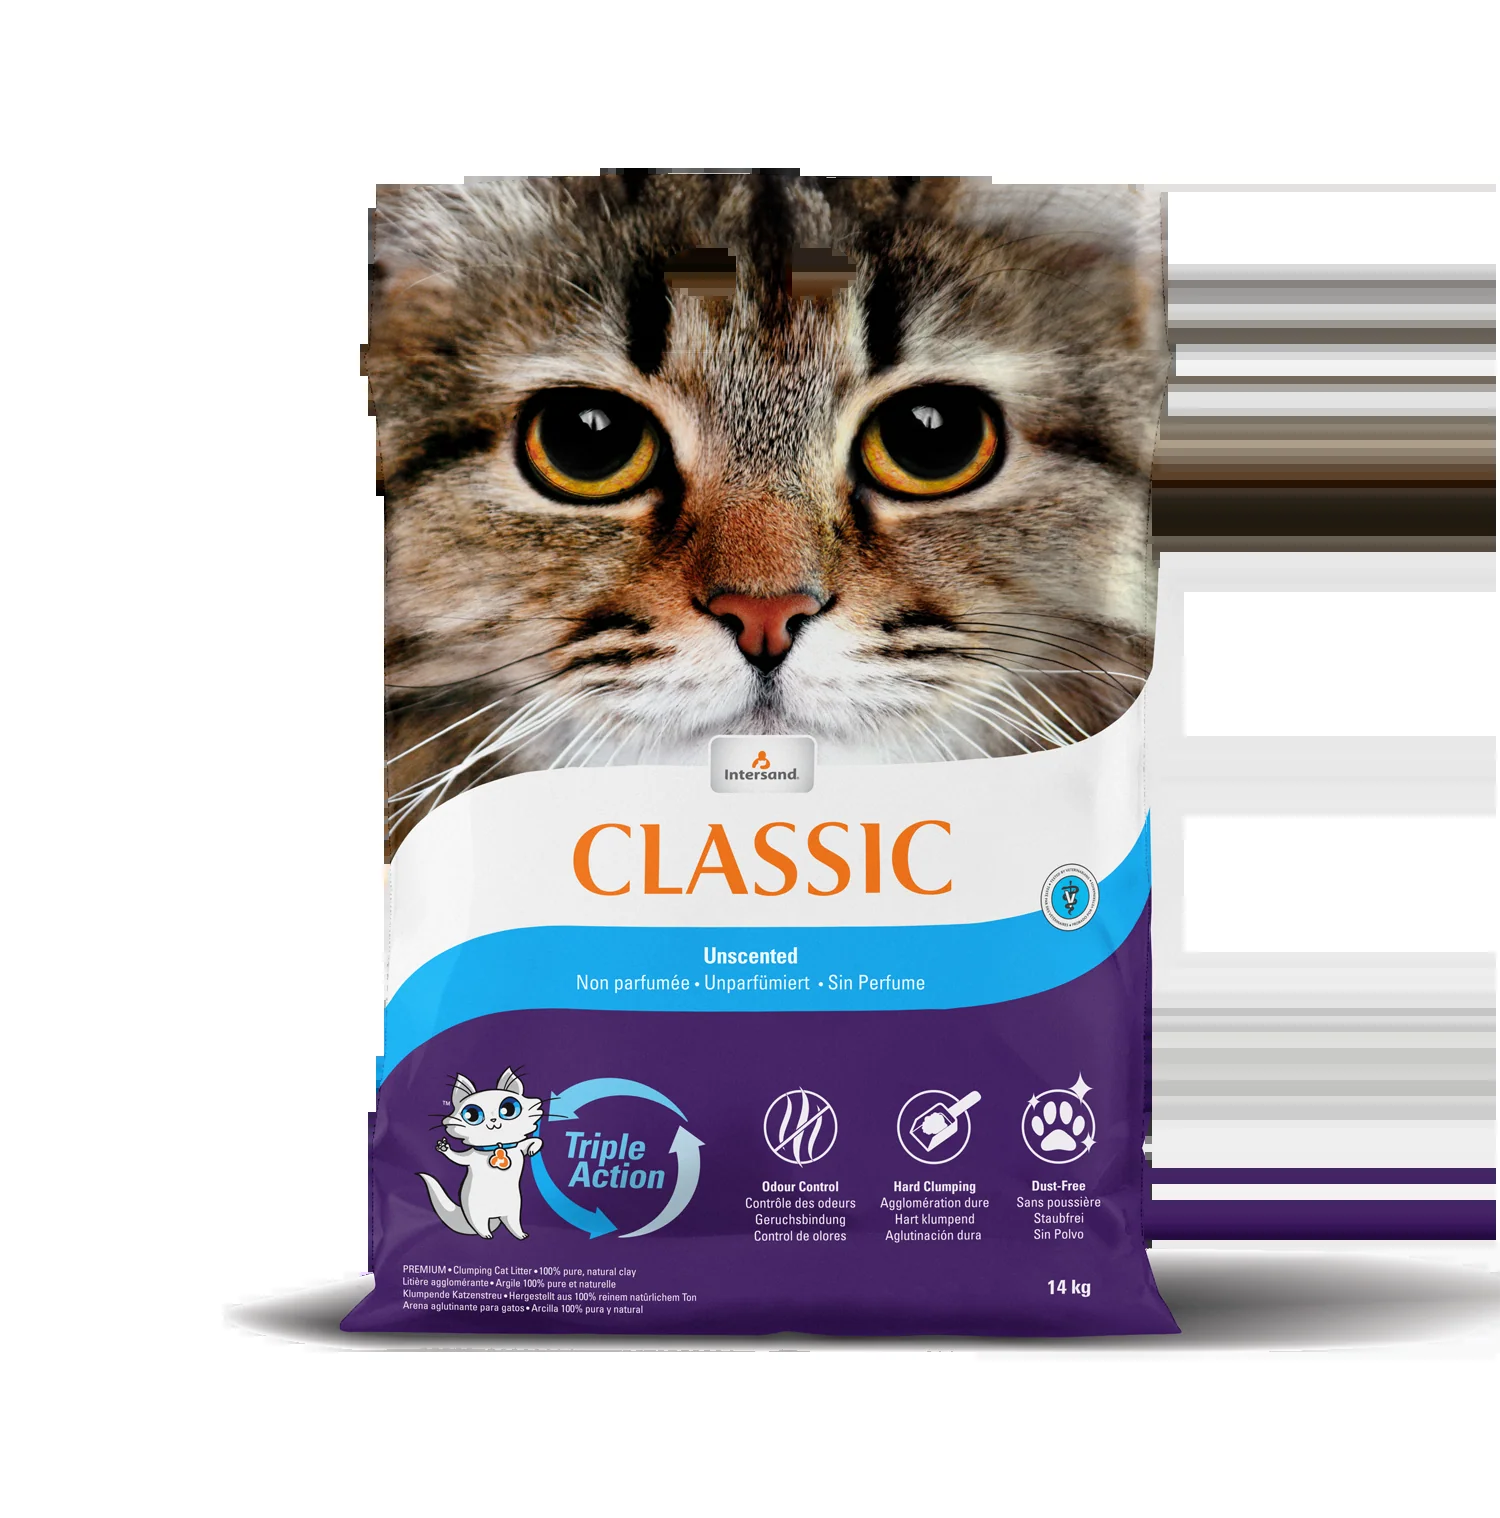 Intersand
CLASSIC
Unscented
Non parfumée • Unparfümiert • Sin Perfume
™
Triple
Action
Odour Control
Contrôle des odeurs
Geruchsbindung
Control de olores
Hard Clumping
Agglomération dure
Hart klumpend
Aglutinación dura
Dust-Free
Sans poussière
Staubfrei
Sin Polvo
PREMIUM • Clumping Cat Litter • 100% pure, natural clay
Litière agglomérante • Argile 100% pure et naturelle
Klumpende Katzenstreu • Hergestellt aus 100% reinem natürlichem Ton
Arena aglutinante para gatos • Arcilla 100% pura y natural
14 kg